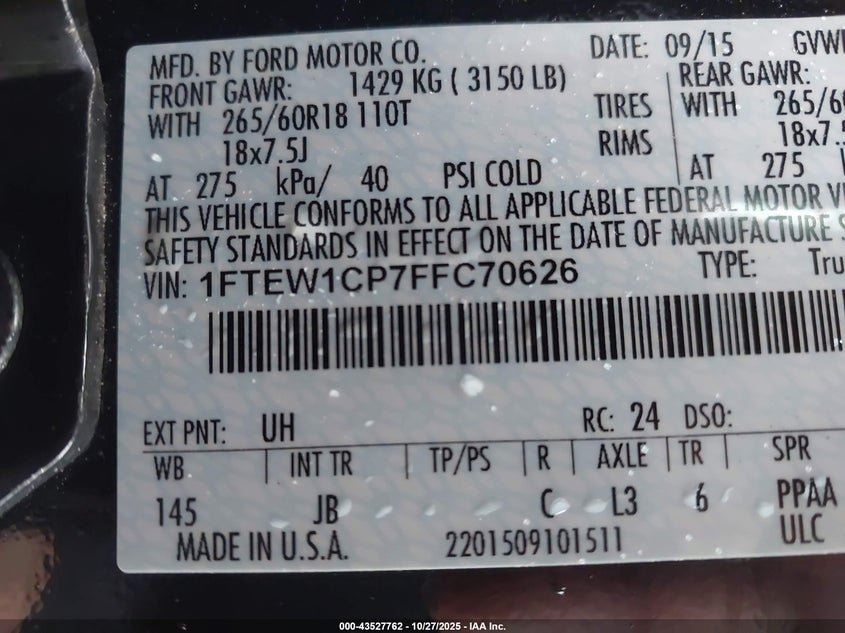 MFD. BY FORD MOTOR CO. DATE: 09/15
FRONT GAWR: 1429 KG ( 3150 LB) REAR GAWR:
WITH 265/60R18 110T TIRES WITH
18x7.5J RIMS
AT 275 kPa/ 40 PSI COLD AT 275
THIS VEHICLE CONFORMS TO ALL APPLICABLE FEDERAL MOTOR
SAFETY STANDARDS IN EFFECT ON THE DATE OF MANUFACTURE
VIN: 1FTEW1CP7FFC70626 TYPE:
EXT PNT: UH RC: 24 DSO:
WB INT TR TP/PS R AXLE TR SPR
145 JB C L3 6 PPAA
MADE IN U.S.A. 2201509101511 ULC
000-43527762 - 10/27/2025 - IAA Inc.